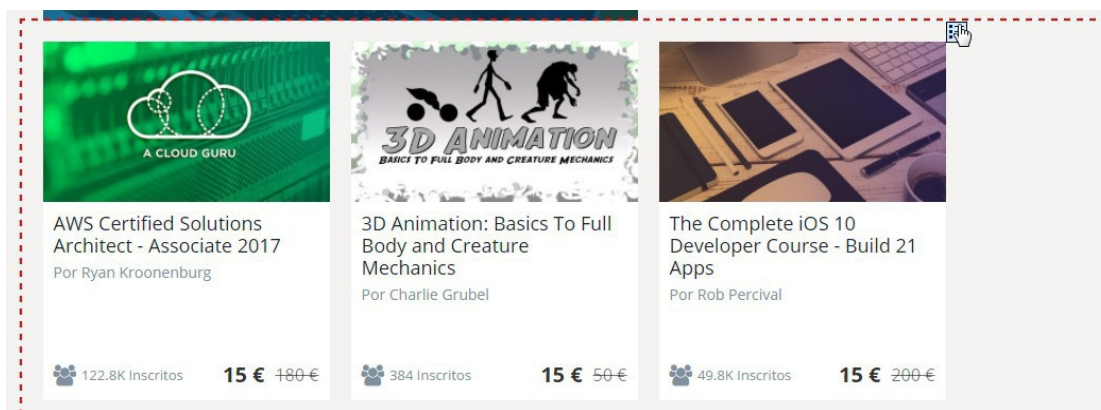 A CLOUD GURU
AWS Certified Solutions
Architect - Associate 2017
Por Ryan Kroonenburg
122.8K Inscritos 15 € 180 €
3D ANIMATION
BASICS TO FULL BODY AND CREATURE MECHANICS
3D Animation: Basics To Full
Body and Creature
Mechanics
Por Charlie Grubel
384 Inscritos 15 € 50 €
The Complete iOS 10
Developer Course - Build 21
Apps
Por Rob Percival
49.8K Inscritos 15 € 200 €